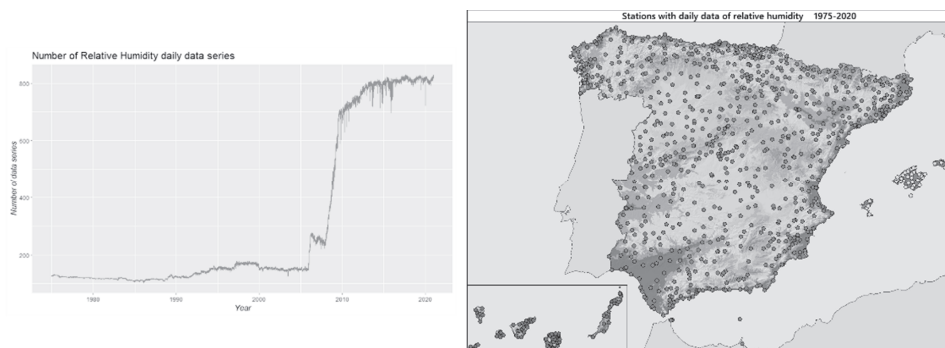 Stations with daily data of relative humidity 1975-2020
Number of Relative Humidity daily data series
800
600
400
200
Number of data series
1980
1990
2000
2010
2020
Year